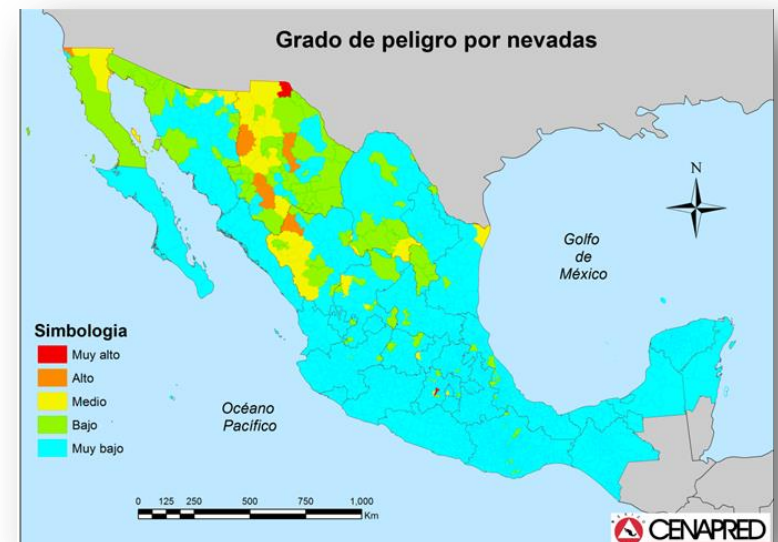 Grado de peligro por nevadas
N
Golfo
de
México
Simbologia
Muy alto
Alto
Medio
Bajo
Muy bajo
Océano
Pacífico
0 125 250 500 750 1,000
Km
CENAPRED